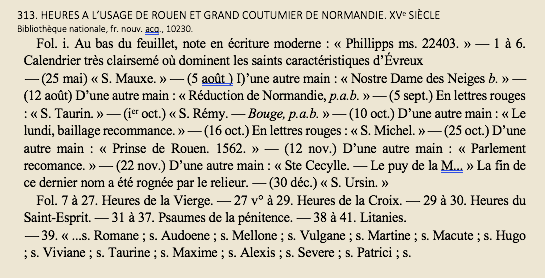 313. HEURES A L'USAGE DE ROUEN ET GRAND COUTUMIER DE NORMANDIE. XVe SIÈCLE
Bibliothèque nationale, fr. nouv. acq., 10230.
Fol. i. Au bas du feuillet, note en écriture moderne : « Phillipps ms. 22403. » — 1 à 6.
Calendrier très clairsemé où dominent les saints caractéristiques d'Évreux
— (25 mai) « S. Mauxe. » — (5 août ) I)'une autre main : « Nostre Dame des Neiges b. » —
(12 août) D'une autre main : « Réduction de Normandie, p.a.b. » — (5 sept.) En lettres rouges
: « S. Taurin. » — (ier oct.) « S. Rémy. — Bouge, p.a.b. » — (10 oct.) D'une autre main : « Le
lundi, baillage recommance. » — (16 oct.) En lettres rouges : « S. Michel. » — (25 oct.) D'une
autre main : « Prinse de Rouen. 1562. » — (12 nov.) D'une autre main : « Parlement
recomance. » — (22 nov.) D'une autre main : « Ste Cecylle. — Le puy de la M... » La fin de
ce dernier nom a été rognée par le relieur. — (30 déc.) « S. Ursin. »
Fol. 7 à 27. Heures de la Vierge. — 27 v° à 29. Heures de la Croix. — 29 à 30. Heures du
Saint-Esprit. — 31 à 37. Psaumes de la pénitence. — 38 à 41. Litanies.
— 39. « ...s. Romane ; s. Audoene ; s. Mellone ; s. Vulgane ; s. Martine ; s. Macute ; s. Hugo
; s. Viviane ; s. Taurine ; s. Maxime ; s. Alexis ; s. Severe ; s. Patrici ; s.